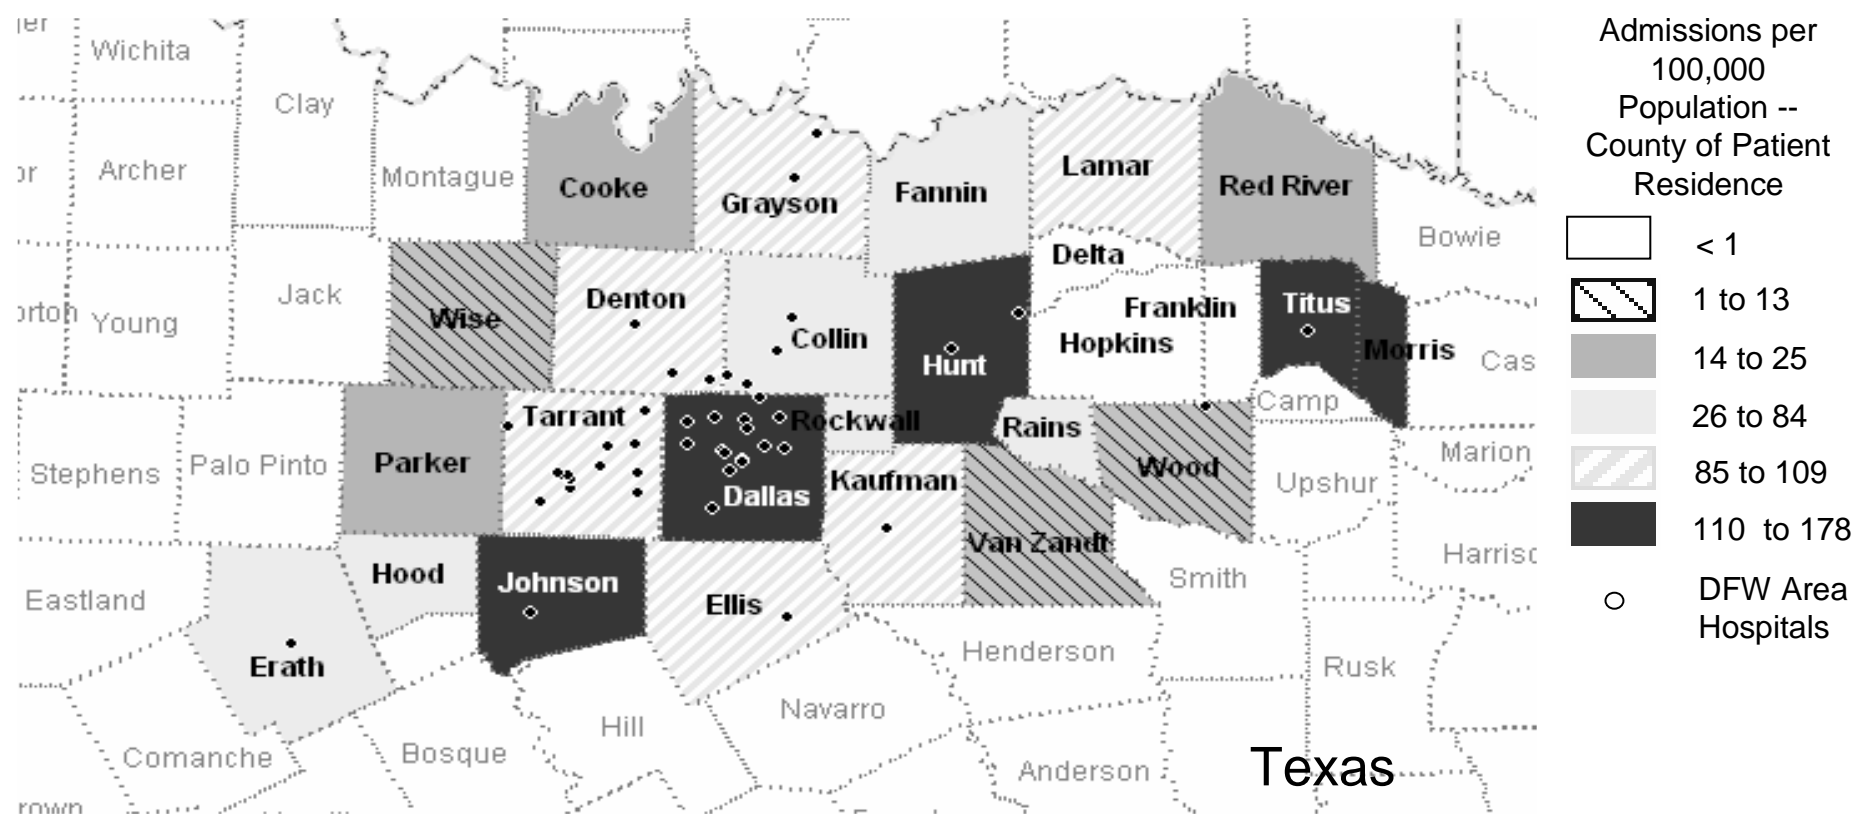 Admissions per
100,000
Population --
County of Patient
Residence
< 1
1 to 13
14 to 25
26 to 84
85 to 109
110 to 178
DFW Area
Hospitals
Wichita
Clay
Archer
Montague
Cooke
Grayson
Fannin
Lamar
Red River
Bowie
Delta
Jack
Young
Wise
Denton
Collin
Hunt
Franklin
Hopkins
Titus
Morris
Cas
Camp
Tarrant
Rockwall
Rains
Stephens
Palo Pinto
Parker
Dallas
Kaufman
Wood
Upshur
Marion
Van Zandt
Harrisc
Eastland
Hood
Johnson
Ellis
Smith
Erath
Henderson
Rusk
Comanche
Bosque
Hill
Navarro
Anderson
Texas
rown
orton